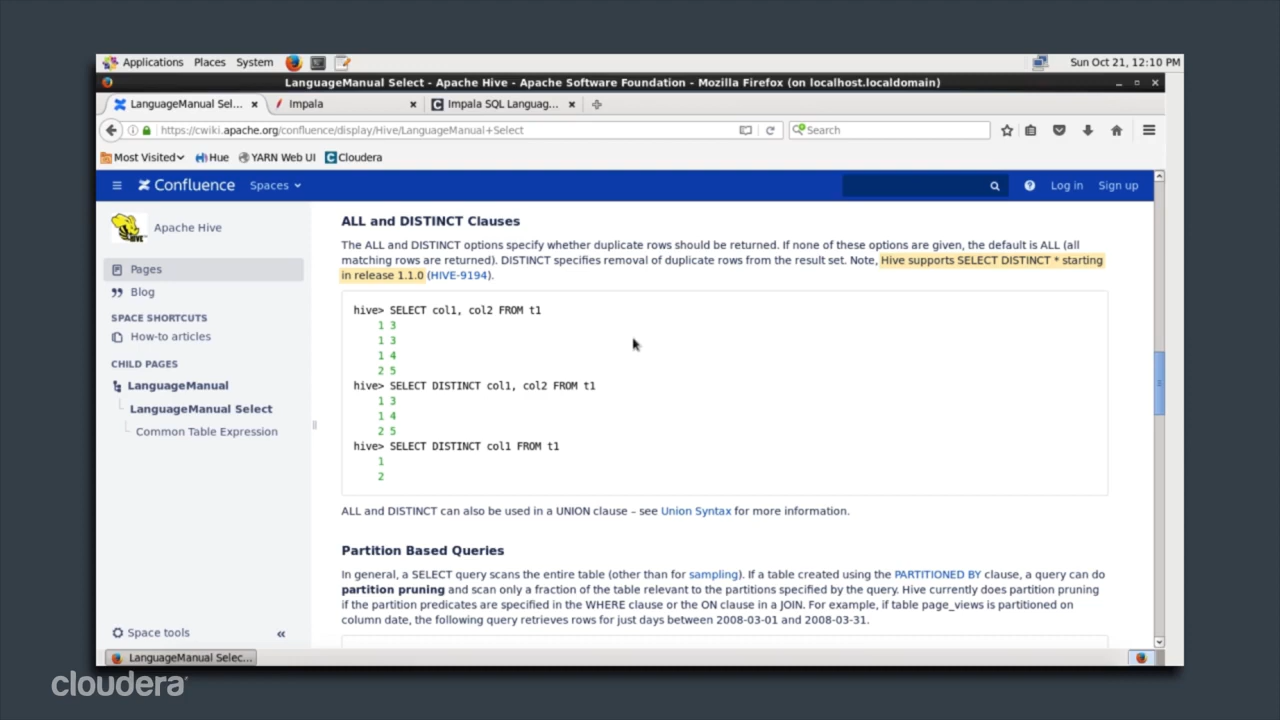 Applications Places System Sun Oct 21, 12:10 PM
LanguageManual Select - Apache Hive - Apache Software Foundation - Mozilla Firefox (on localhost.localdomain)
LanguageManual Sel... Impala Impala SQL Languag...
https://cwiki.apache.org/confluence/display/Hive/LanguageManual+Select Search
Most Visited Hue YARN Web UI Cloudera
Confluence Spaces Log in Sign up
Apache Hive
Pages
Blog
SPACE SHORTCUTS
How-to articles
CHILD PAGES
LanguageManual
LanguageManual Select
Common Table Expression
Space tools «
ALL and DISTINCT Clauses
The ALL and DISTINCT options specify whether duplicate rows should be returned. If none of these options are given, the default is ALL (all
matching rows are returned). DISTINCT specifies removal of duplicate rows from the result set. Note, Hive supports SELECT DISTINCT * starting
in release 1.1.0 (HIVE-9194).
hive> SELECT col1, col2 FROM t1
1 3
1 3
1 4
2 5
hive> SELECT DISTINCT col1, col2 FROM t1
1 3
1 4
2 5
hive> SELECT DISTINCT col1 FROM t1
1
2
ALL and DISTINCT can also be used in a UNION clause – see Union Syntax for more information.
Partition Based Queries
In general, a SELECT query scans the entire table (other than for sampling). If a table created using the PARTITIONED BY clause, a query can do
partition pruning and scan only a fraction of the table relevant to the partitions specified by the query. Hive currently does partition pruning
if the partition predicates are specified in the WHERE clause or the ON clause in a JOIN. For example, if table page_views is partitioned on
column date, the following query retrieves rows for just days between 2008-03-01 and 2008-03-31.
LanguageManual Selec...
cloudera